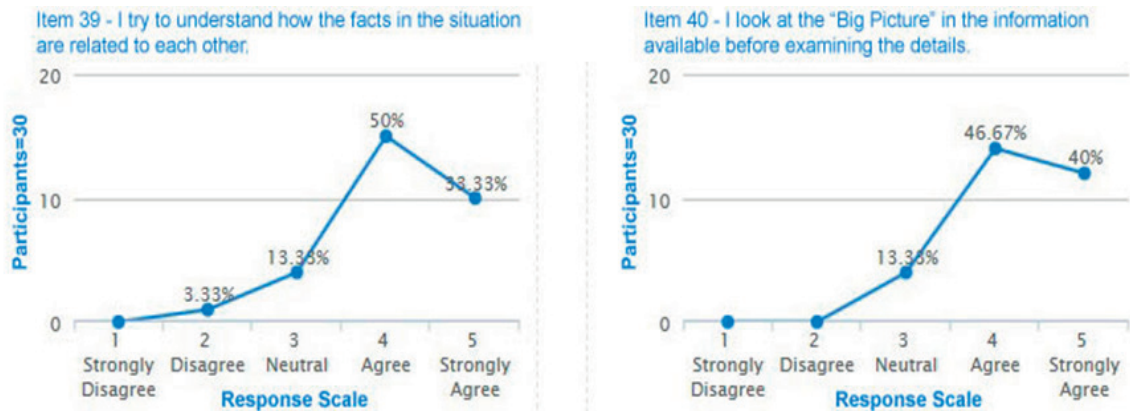 Item 39 - I try to understand how the facts in the situation
are related to each other.
20
10
0
Participants=30
3.33%
13.33%
50%
33.33%
1
Strongly
Disagree
2
Disagree
3
Neutral
4
Agree
5
Strongly
Agree
Response Scale
Item 40 - I look at the “Big Picture” in the information
available before examining the details.
20
10
0
Participants=30
13.33%
46.67%
40%
1
Strongly
Disagree
2
Disagree
3
Neutral
4
Agree
5
Strongly
Agree
Response Scale